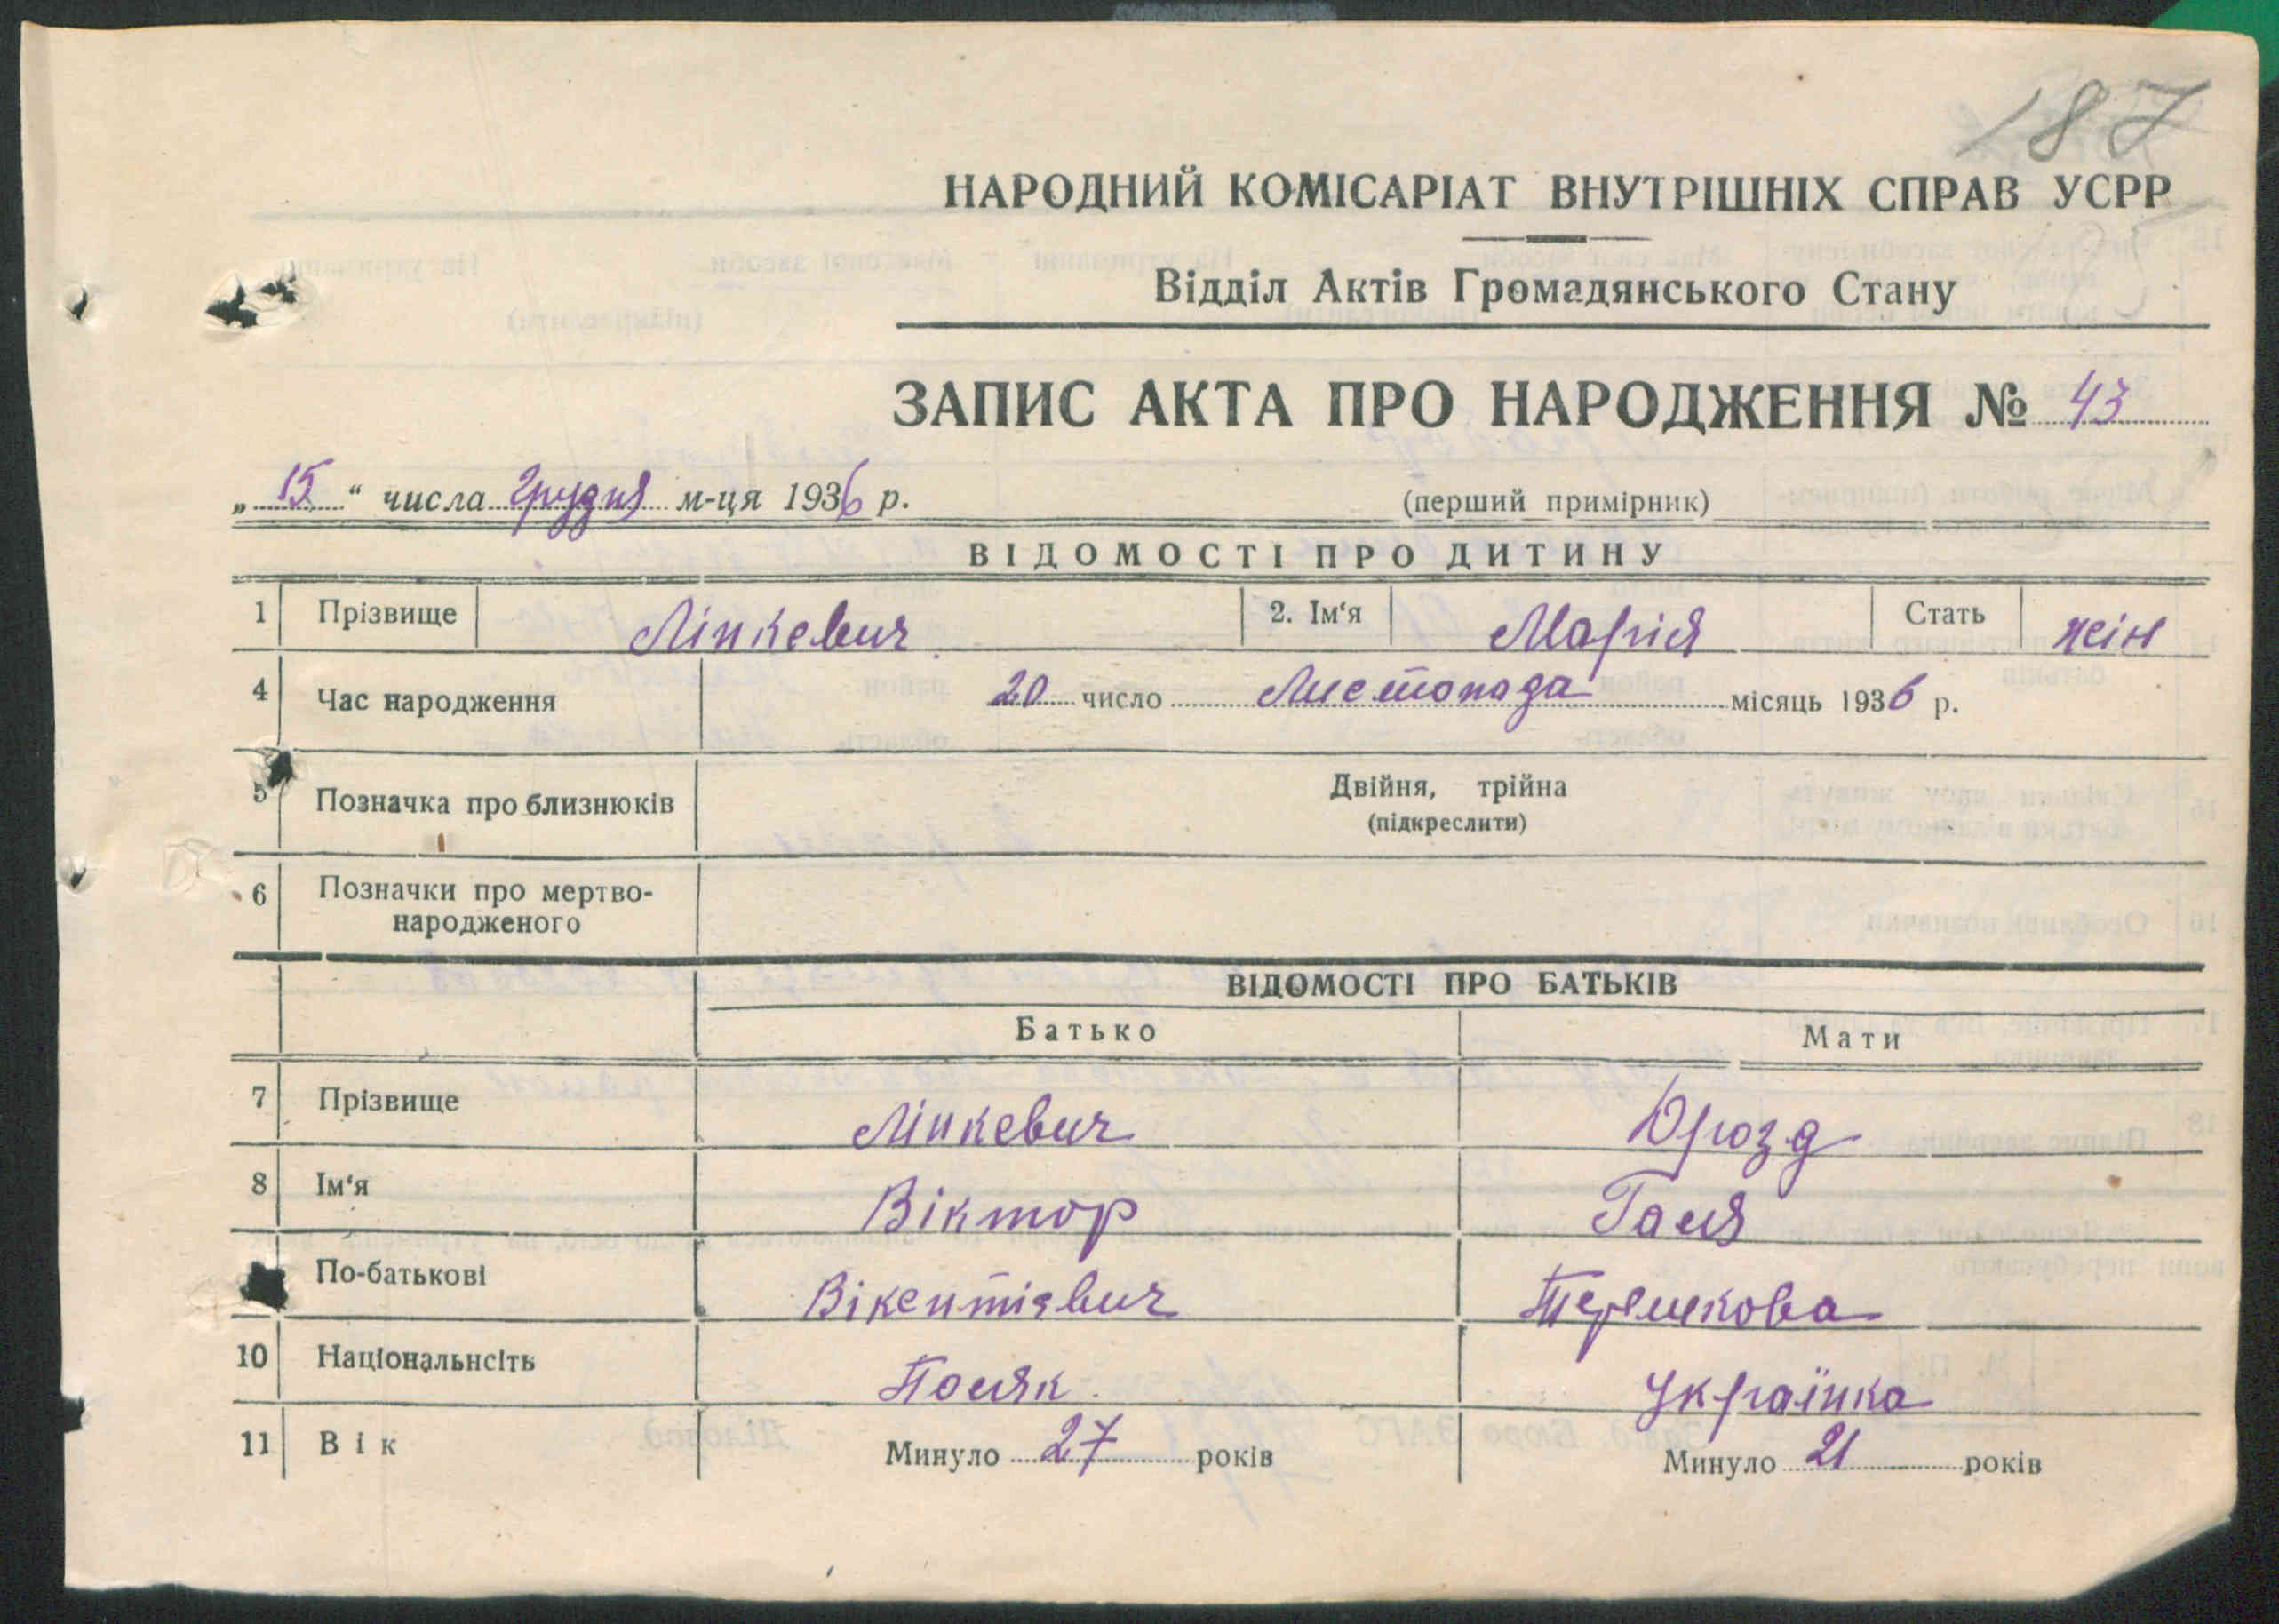 187
НАРОДНИЙ КОМІСАРІАТ ВНУТРІШНІХ СПРАВ УСРР
Відділ Актів Громадянського Стану
ЗАПИС АКТА ПРО НАРОДЖЕННЯ № 43
„ 15 “ числа грудня м-ця 1936 р. (перший примірник)
ВІДОМОСТІ ПРО ДИТИНУ
1 Прізвище Лінкевич 2. Ім‘я Марія Стать жін
4 Час народження 20 число Листопада місяць 1936 р.
5 Позначка про близнюків Двійня, трійна
(підкреслити)
6 Позначки про мертво-
народженого
ВІДОМОСТІ ПРО БАТЬКІВ
Батько Мати
7 Прізвище Лінкевич Дрозд
8 Ім‘я Віктор Галя
По-батькові Вікентієвич Терешкова
10 Національнсіть Поляк Українка
11 Вік Минуло 27 років Минуло 21 років